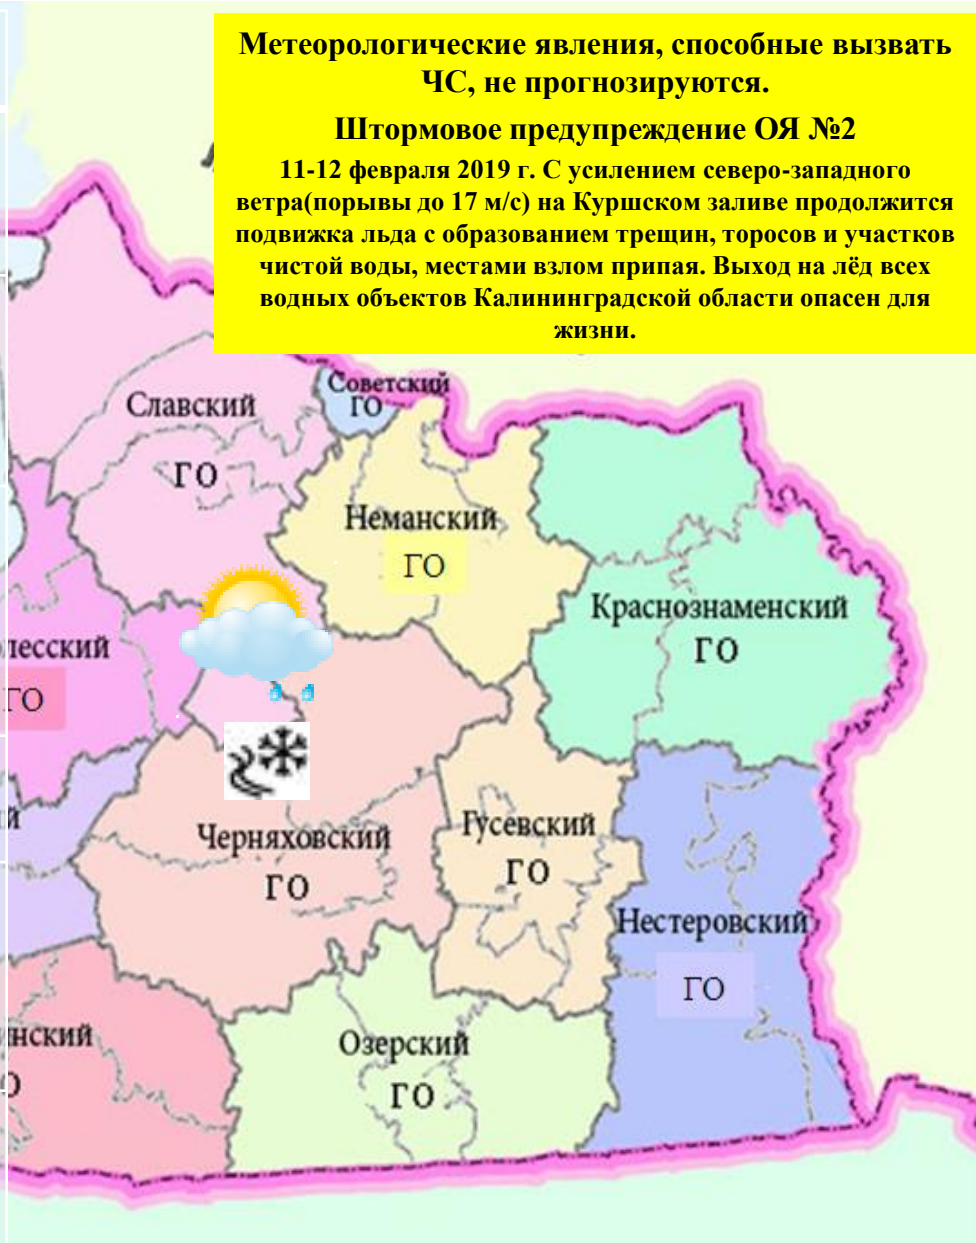 Метеорологические явления, способные вызвать
ЧС, не прогнозируются.
Штормовое предупреждение ОЯ №2
11-12 февраля 2019 г. С усилением северо-западного
ветра(порывы до 17 м/с) на Куршском заливе продолжится
подвижка льда с образованием трещин, торосов и участков
чистой воды, местами взлом припая. Выход на лёд всех
водных объектов Калининградской области опасен для
жизни.
Советский
ГО
Славский
ГО
Неманский
ГО
Краснознаменский
ГО
лесский
ГО
й
Черняховский
ГО
Гусевский
ГО
Нестеровский
ГО
нский
О
Озерский
ГО